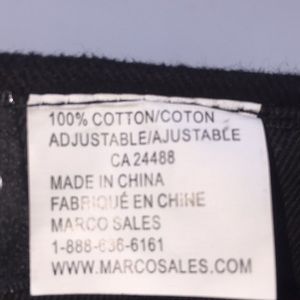 100% COTTON/COTON
ADJUSTABLE/AJUSTABLE
CA 24488
MADE IN CHINA
FABRIQUÉ EN CHINE
MARCO SALES
1-888-636-6161
WWW.MARCOSALES.COM